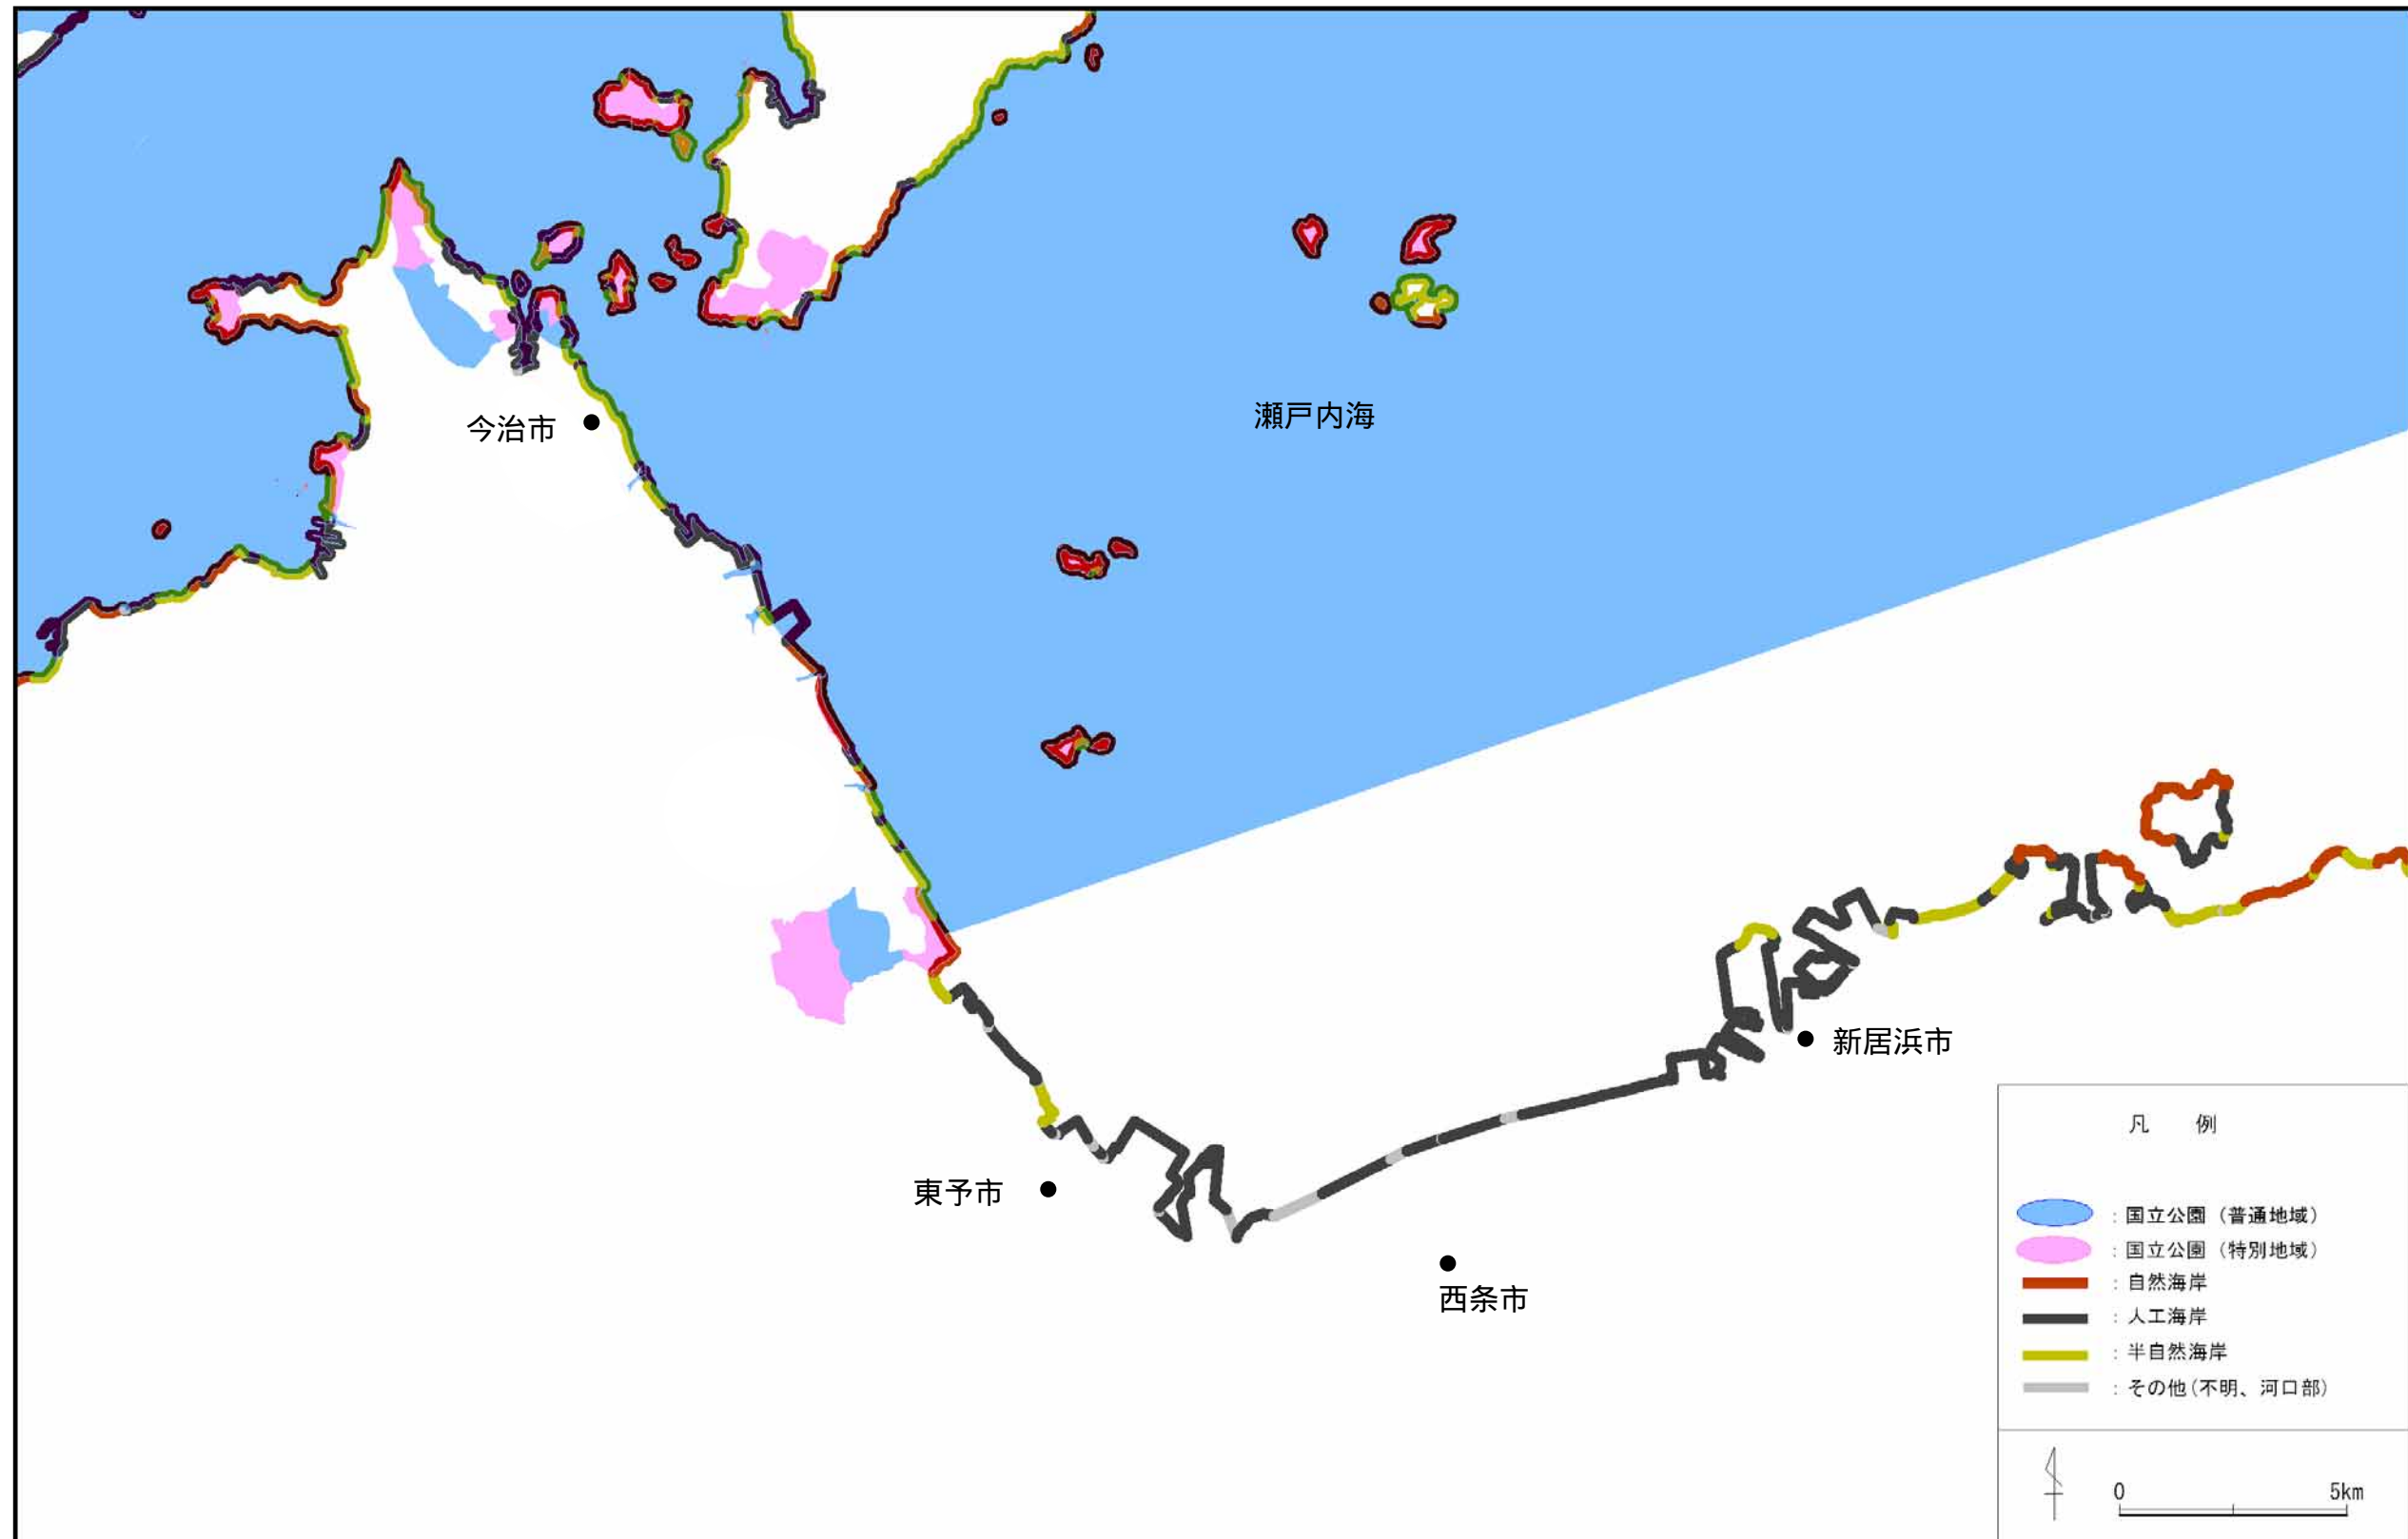 瀬戸内海
今治市
新居浜市
東予市
西条市
凡 例
：国立公園（普通地域）
：国立公園（特別地域）
：自然海岸
：人工海岸
：半自然海岸
：その他(不明、河口部)
0 5km